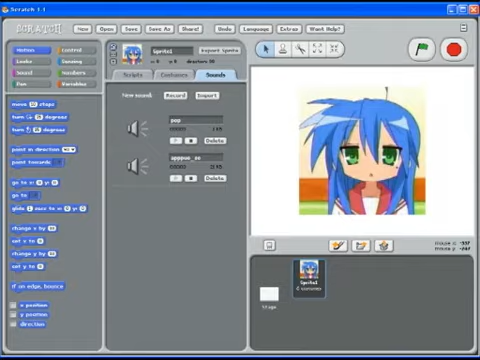 Scratch 1.1
SCRATCH
New
Open
Save
Save As
Share!
Undo
Language
Extras
Want Help?
Motion
Control
Looks
Sensing
Sound
Numbers
Pen
Variables
Sprite1
export sprite
Scripts
Costumes
Sounds
New sound:
Record
Import
pop
Delete
Delete
move 10 steps
turn 15 degrees
turn 15 degrees
point in direction 90
point towards
go to x: 0 y: 0
go to
glide 1 secs to x: 0 y: 0
change x by 10
set x to 0
change y by 10
set y to 0
if on edge, bounce
x position
y position
direction
mouse x:
mouse y:
Sprite1
Stage